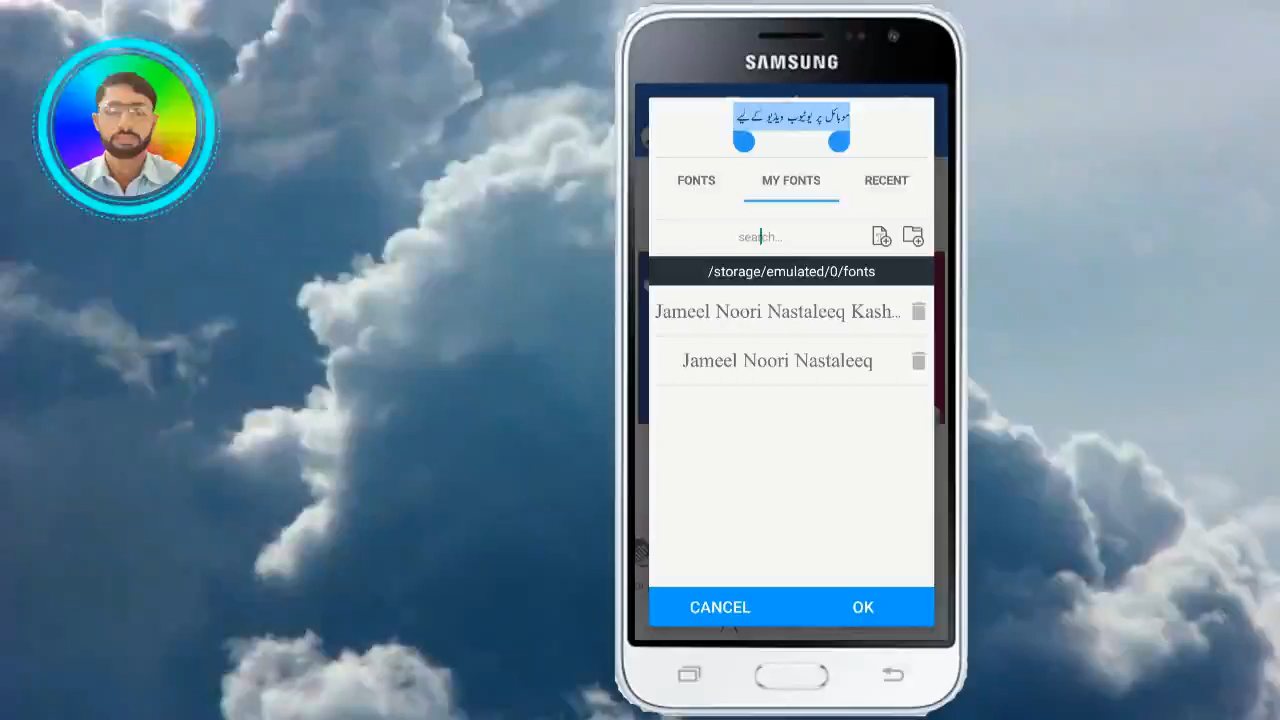 SAMSUNG
موبائل پر یوٹیوب ویڈیو کے لیے
FONTS MY FONTS RECENT
search...
/storage/emulated/0/fonts
Jameel Noori Nastaleeq Kash...
Jameel Noori Nastaleeq
CANCEL OK